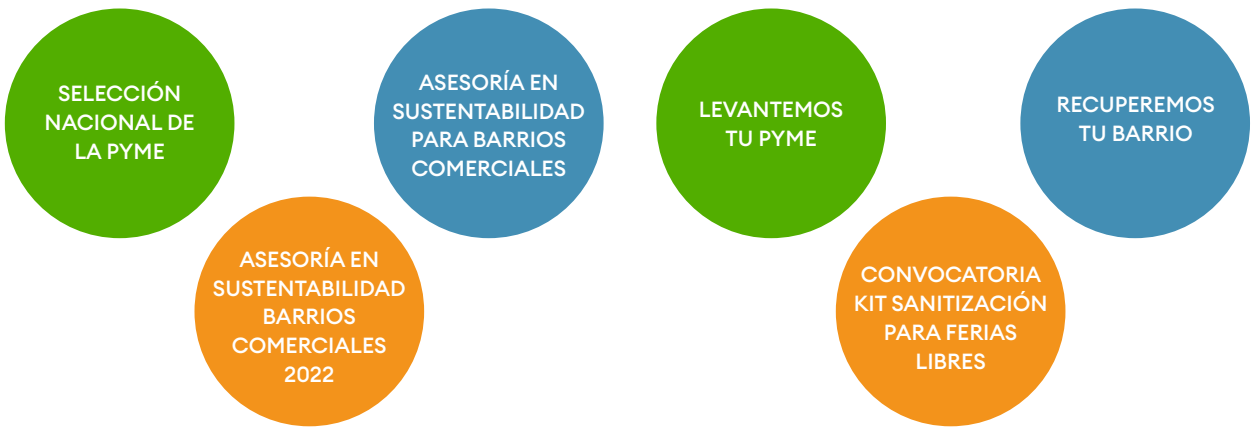 SELECCIÓN
NACIONAL DE
LA PYME
ASESORÍA EN
SUSTENTABILIDAD
BARRIOS
COMERCIALES
2022
ASESORÍA EN
SUSTENTABILIDAD
PARA BARRIOS
COMERCIALES
LEVANTEMOS
TU PYME
CONVOCATORIA
KIT SANITIZACIÓN
PARA FERIAS
LIBRES
RECUPEREMOS
TU BARRIO